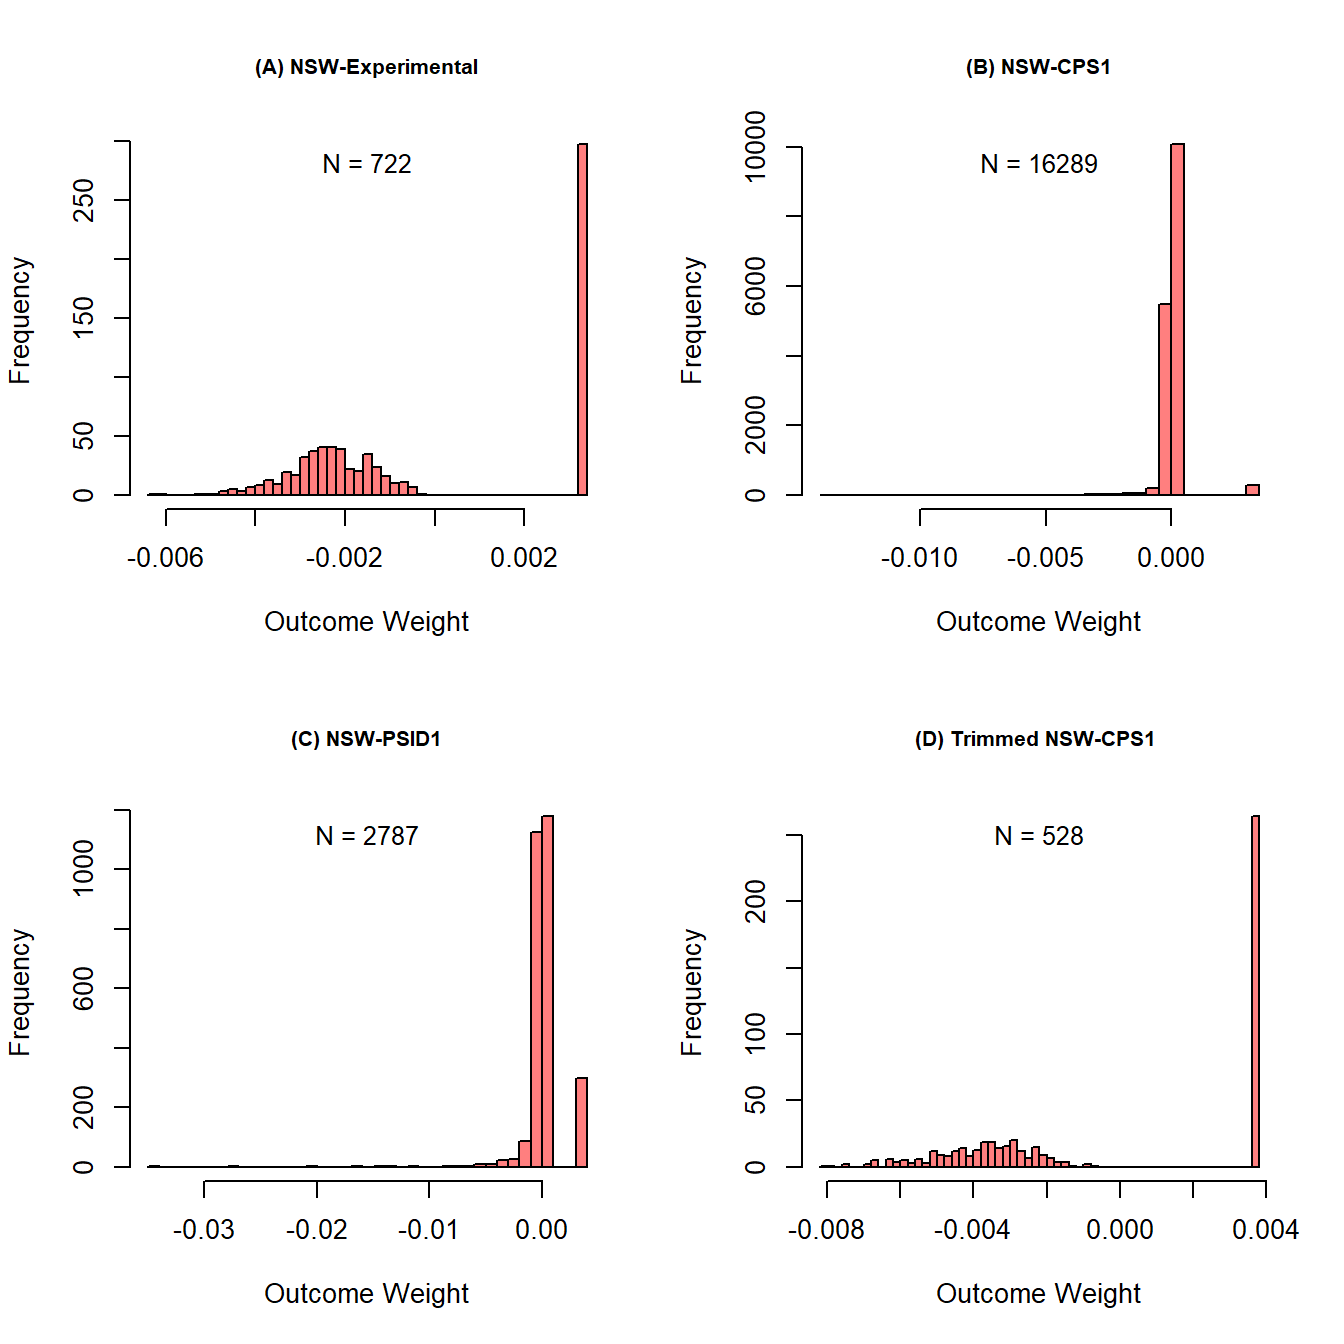 (A) NSW-Experimental
N = 722
Frequency
250
150
50
0
-0.006
-0.002
0.002
Outcome Weight
(B) NSW-CPS1
N = 16289
Frequency
10000
6000
2000
0
-0.010
-0.005
0.000
Outcome Weight
(C) NSW-PSID1
N = 2787
Frequency
1000
600
200
0
-0.03
-0.02
-0.01
0.00
Outcome Weight
(D) Trimmed NSW-CPS1
N = 528
Frequency
200
100
50
0
-0.008
-0.004
0.000
0.004
Outcome Weight